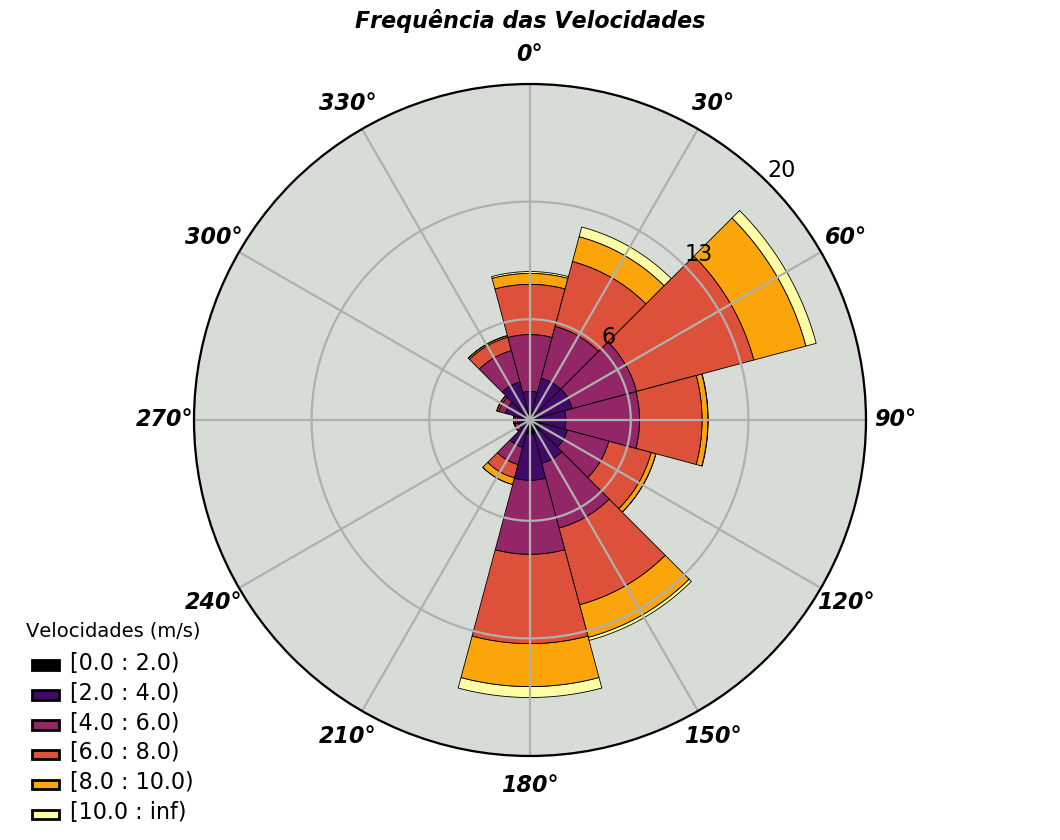 Frequência das Velocidades
0°
330°
30°
20
300°
60°
13
6
270°
90°
240°
120°
210°
150°
180°
Velocidades (m/s)
[0.0 : 2.0)
[2.0 : 4.0)
[4.0 : 6.0)
[6.0 : 8.0)
[8.0 : 10.0)
[10.0 : inf)